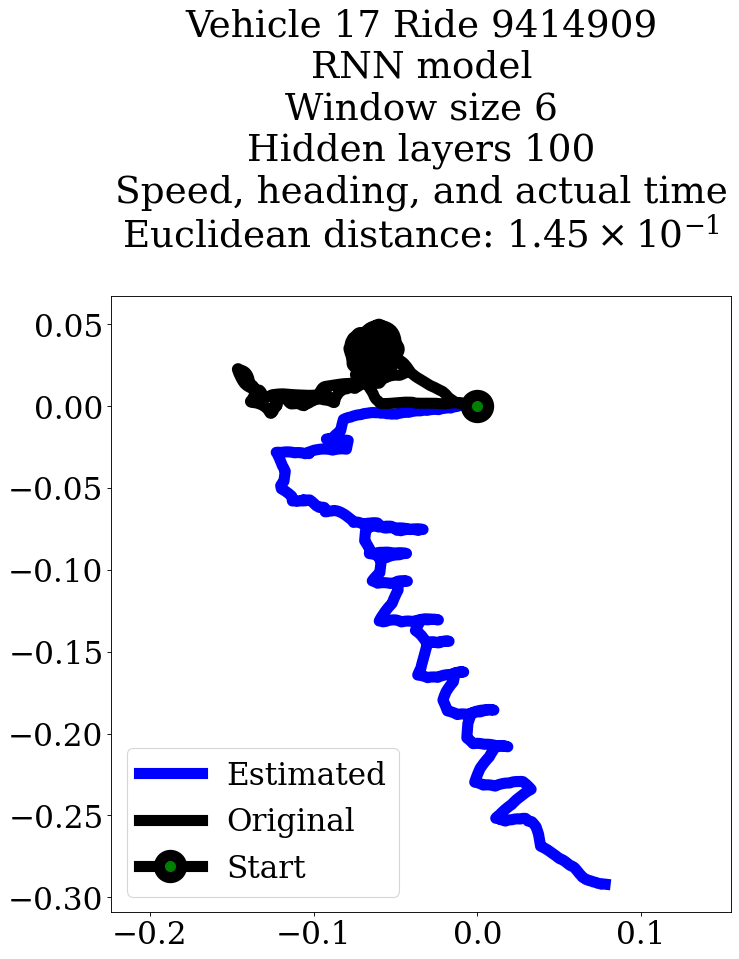 Vehicle 17 Ride 9414909
RNN model
Window size 6
Hidden layers 100
Speed, heading, and actual time
Euclidean distance: 1.45 × 10⁻¹
0.05
0.00
−0.05
−0.10
−0.15
−0.20
−0.25
−0.30
Estimated
Original
Start
−0.2
−0.1
0.0
0.1